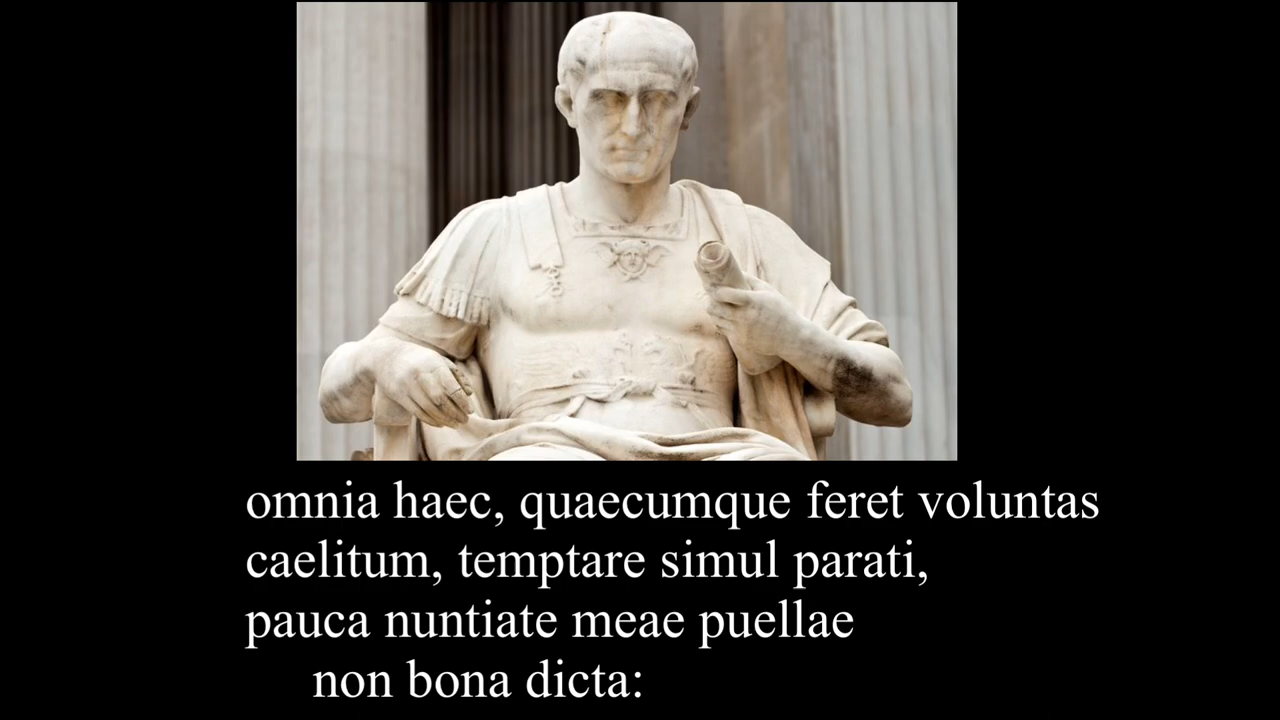 omnia haec, quaecumque feret voluntas
caelitum, temptare simul parati,
pauca nuntiate meae puellae
non bona dicta: